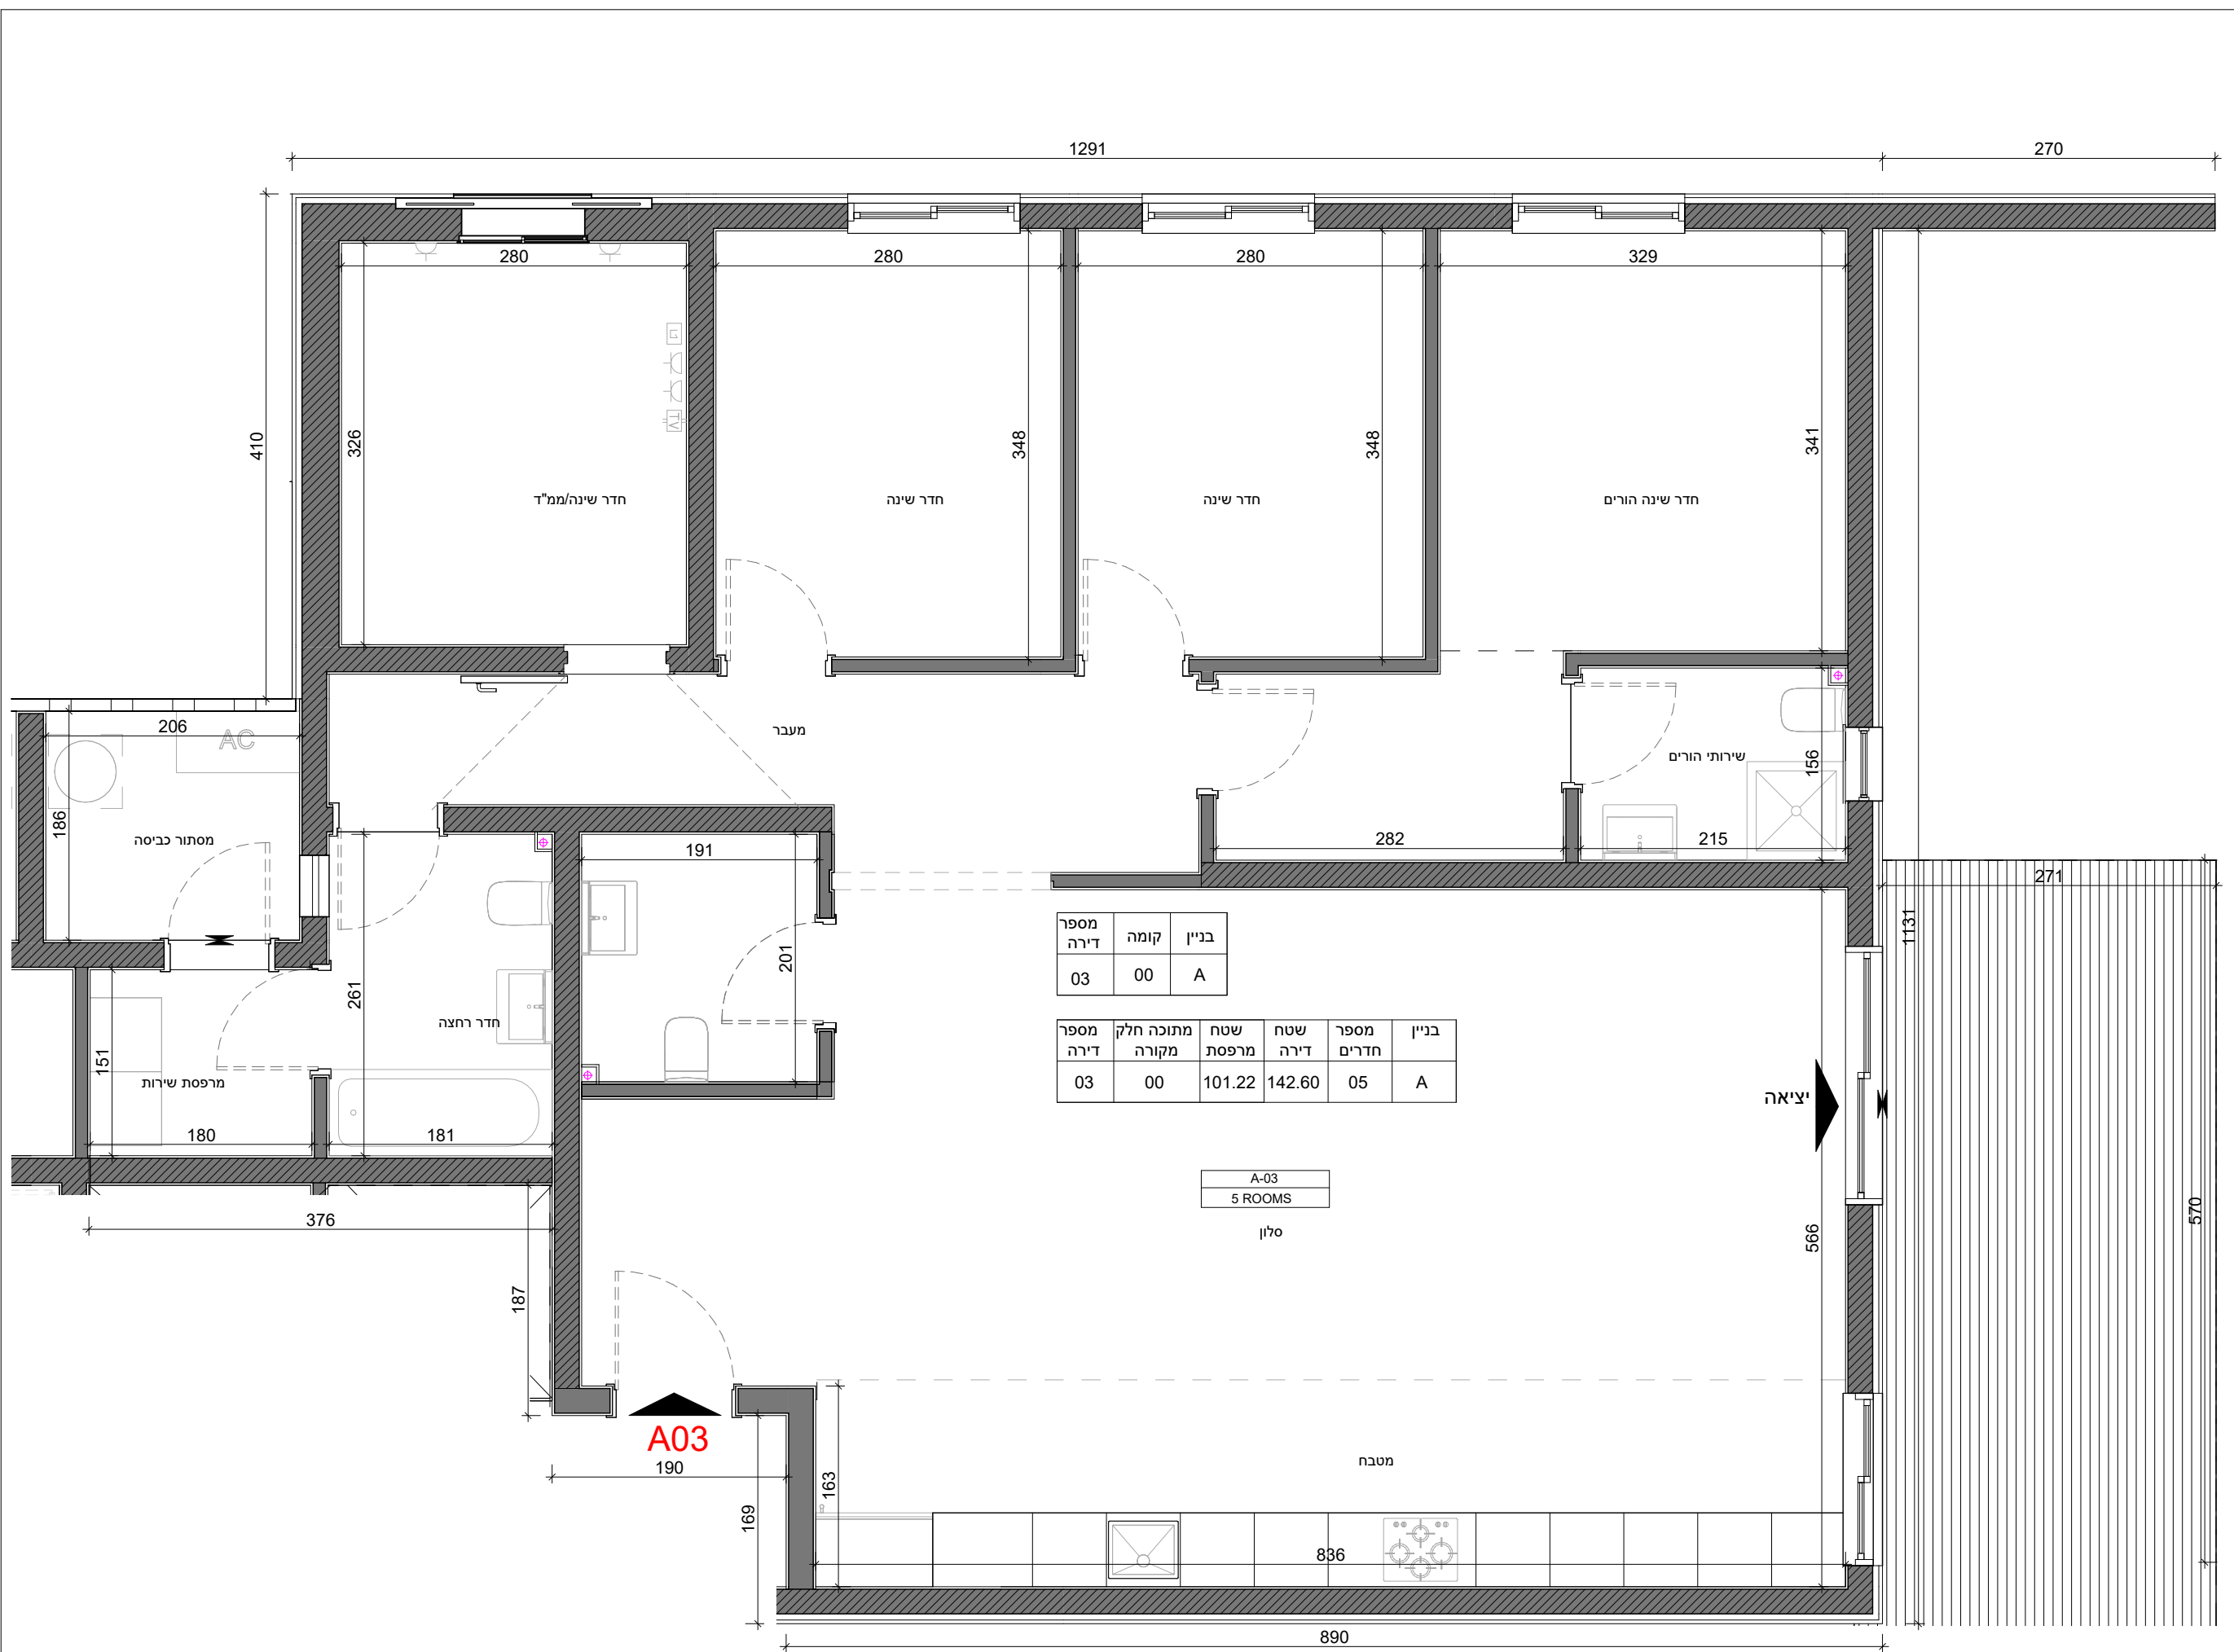 1291
270
280
280
280
329
410
326
348
348
341
TV
חדר שינה/ממ"ד
חדר שינה
חדר שינה
חדר שינה הורים
206
AC
מעבר
שירותי הורים
156
186
מסתור כביסה
191
282
215
271
1131
201
261
151
חדר רחצה
מרפסת שירות
180
181
מספר דירה
קומה
בניין
03
00
A
מספר דירה
מתוכה חלק מקורה
שטח מרפסת
שטח דירה
מספר חדרים
בניין
03
00
101.22
142.60
05
A
יציאה
A-03
5 ROOMS
סלון
566
570
376
187
A03
190
169
163
מטבח
836
890